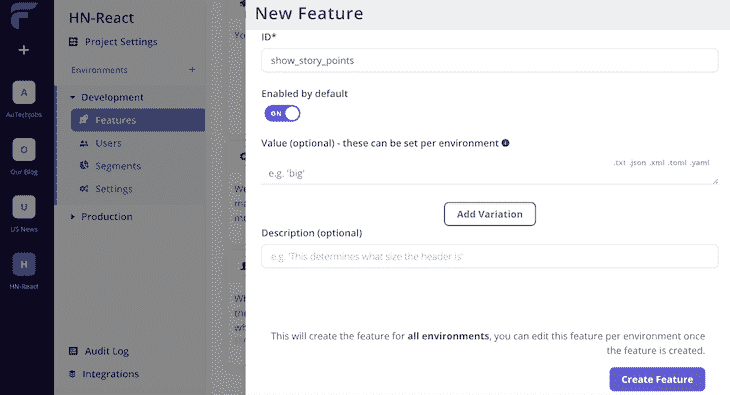 HN-React
Project Settings
Environments
Development
Features
Users
Segments
Settings
Production
Audit Log
Integrations
A
AuTechJobs
O
Our Blog
U
US News
H
HN-React
New Feature
ID*
show_story_points
Enabled by default
ON
Value (optional) - these can be set per environment
.txt .json .xml .toml .yaml
e.g. 'big'
Add Variation
Description (optional)
e.g. 'This determines what size the header is'
This will create the feature for all environments, you can edit this feature per environment once
the feature is created.
Create Feature